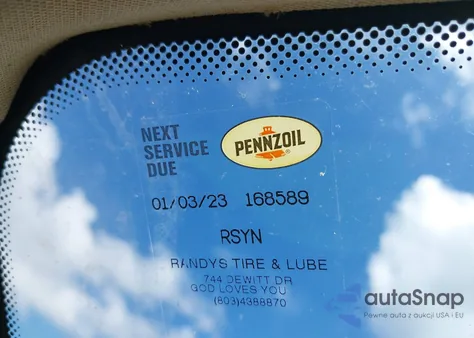 NEXT
SERVICE
DUE
PENNZOIL
01/03/23 168589
RSYN
RANDYS TIRE & LUBE
744 DEWITT DR
GOD LOVES YOU
(803)4388870
autaSnap
Pewne auta z aukcji USA i EU